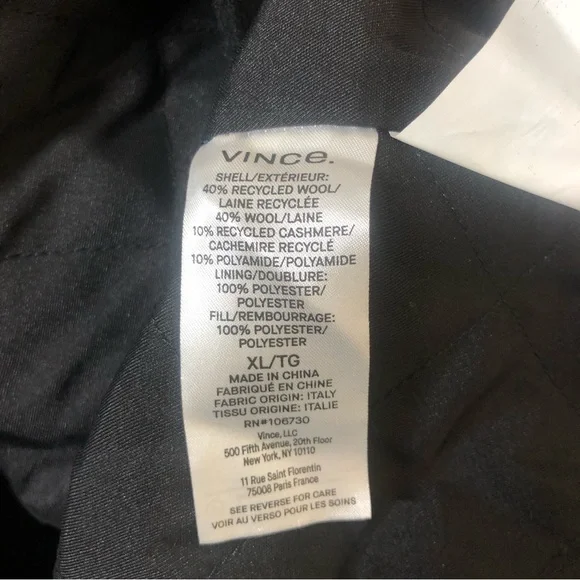 VINCE.
SHELL/EXTÉRIEUR:
40% RECYCLED WOOL/
LAINE RECYCLÉE
40% WOOL/LAINE
10% RECYCLED CASHMERE/
CACHEMIRE RECYCLÉ
10% POLYAMIDE/POLYAMIDE
LINING/DOUBLURE:
100% POLYESTER/
POLYESTER
FILL/REMBOURRAGE:
100% POLYESTER/
POLYESTER
XL/TG
MADE IN CHINA
FABRIQUÉ EN CHINE
FABRIC ORIGIN: ITALY
TISSU ORIGINE: ITALIE
RN#106730
Vince, LLC
500 Fifth Avenue, 20th Floor
New York, NY 10110
11 Rue Saint Florentin
75008 Paris France
SEE REVERSE FOR CARE
VOIR AU VERSO POUR LES SOINS